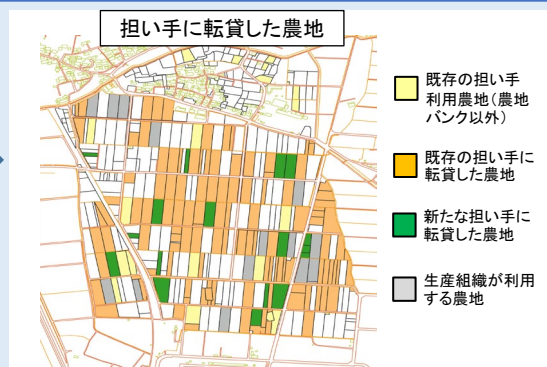 担い手に転貸した農地
既存の担い手
利用農地(農地
バンク以外)
既存の担い手に
転貸した農地
新たな担い手に
転貸した農地
生産組織が利用
する農地